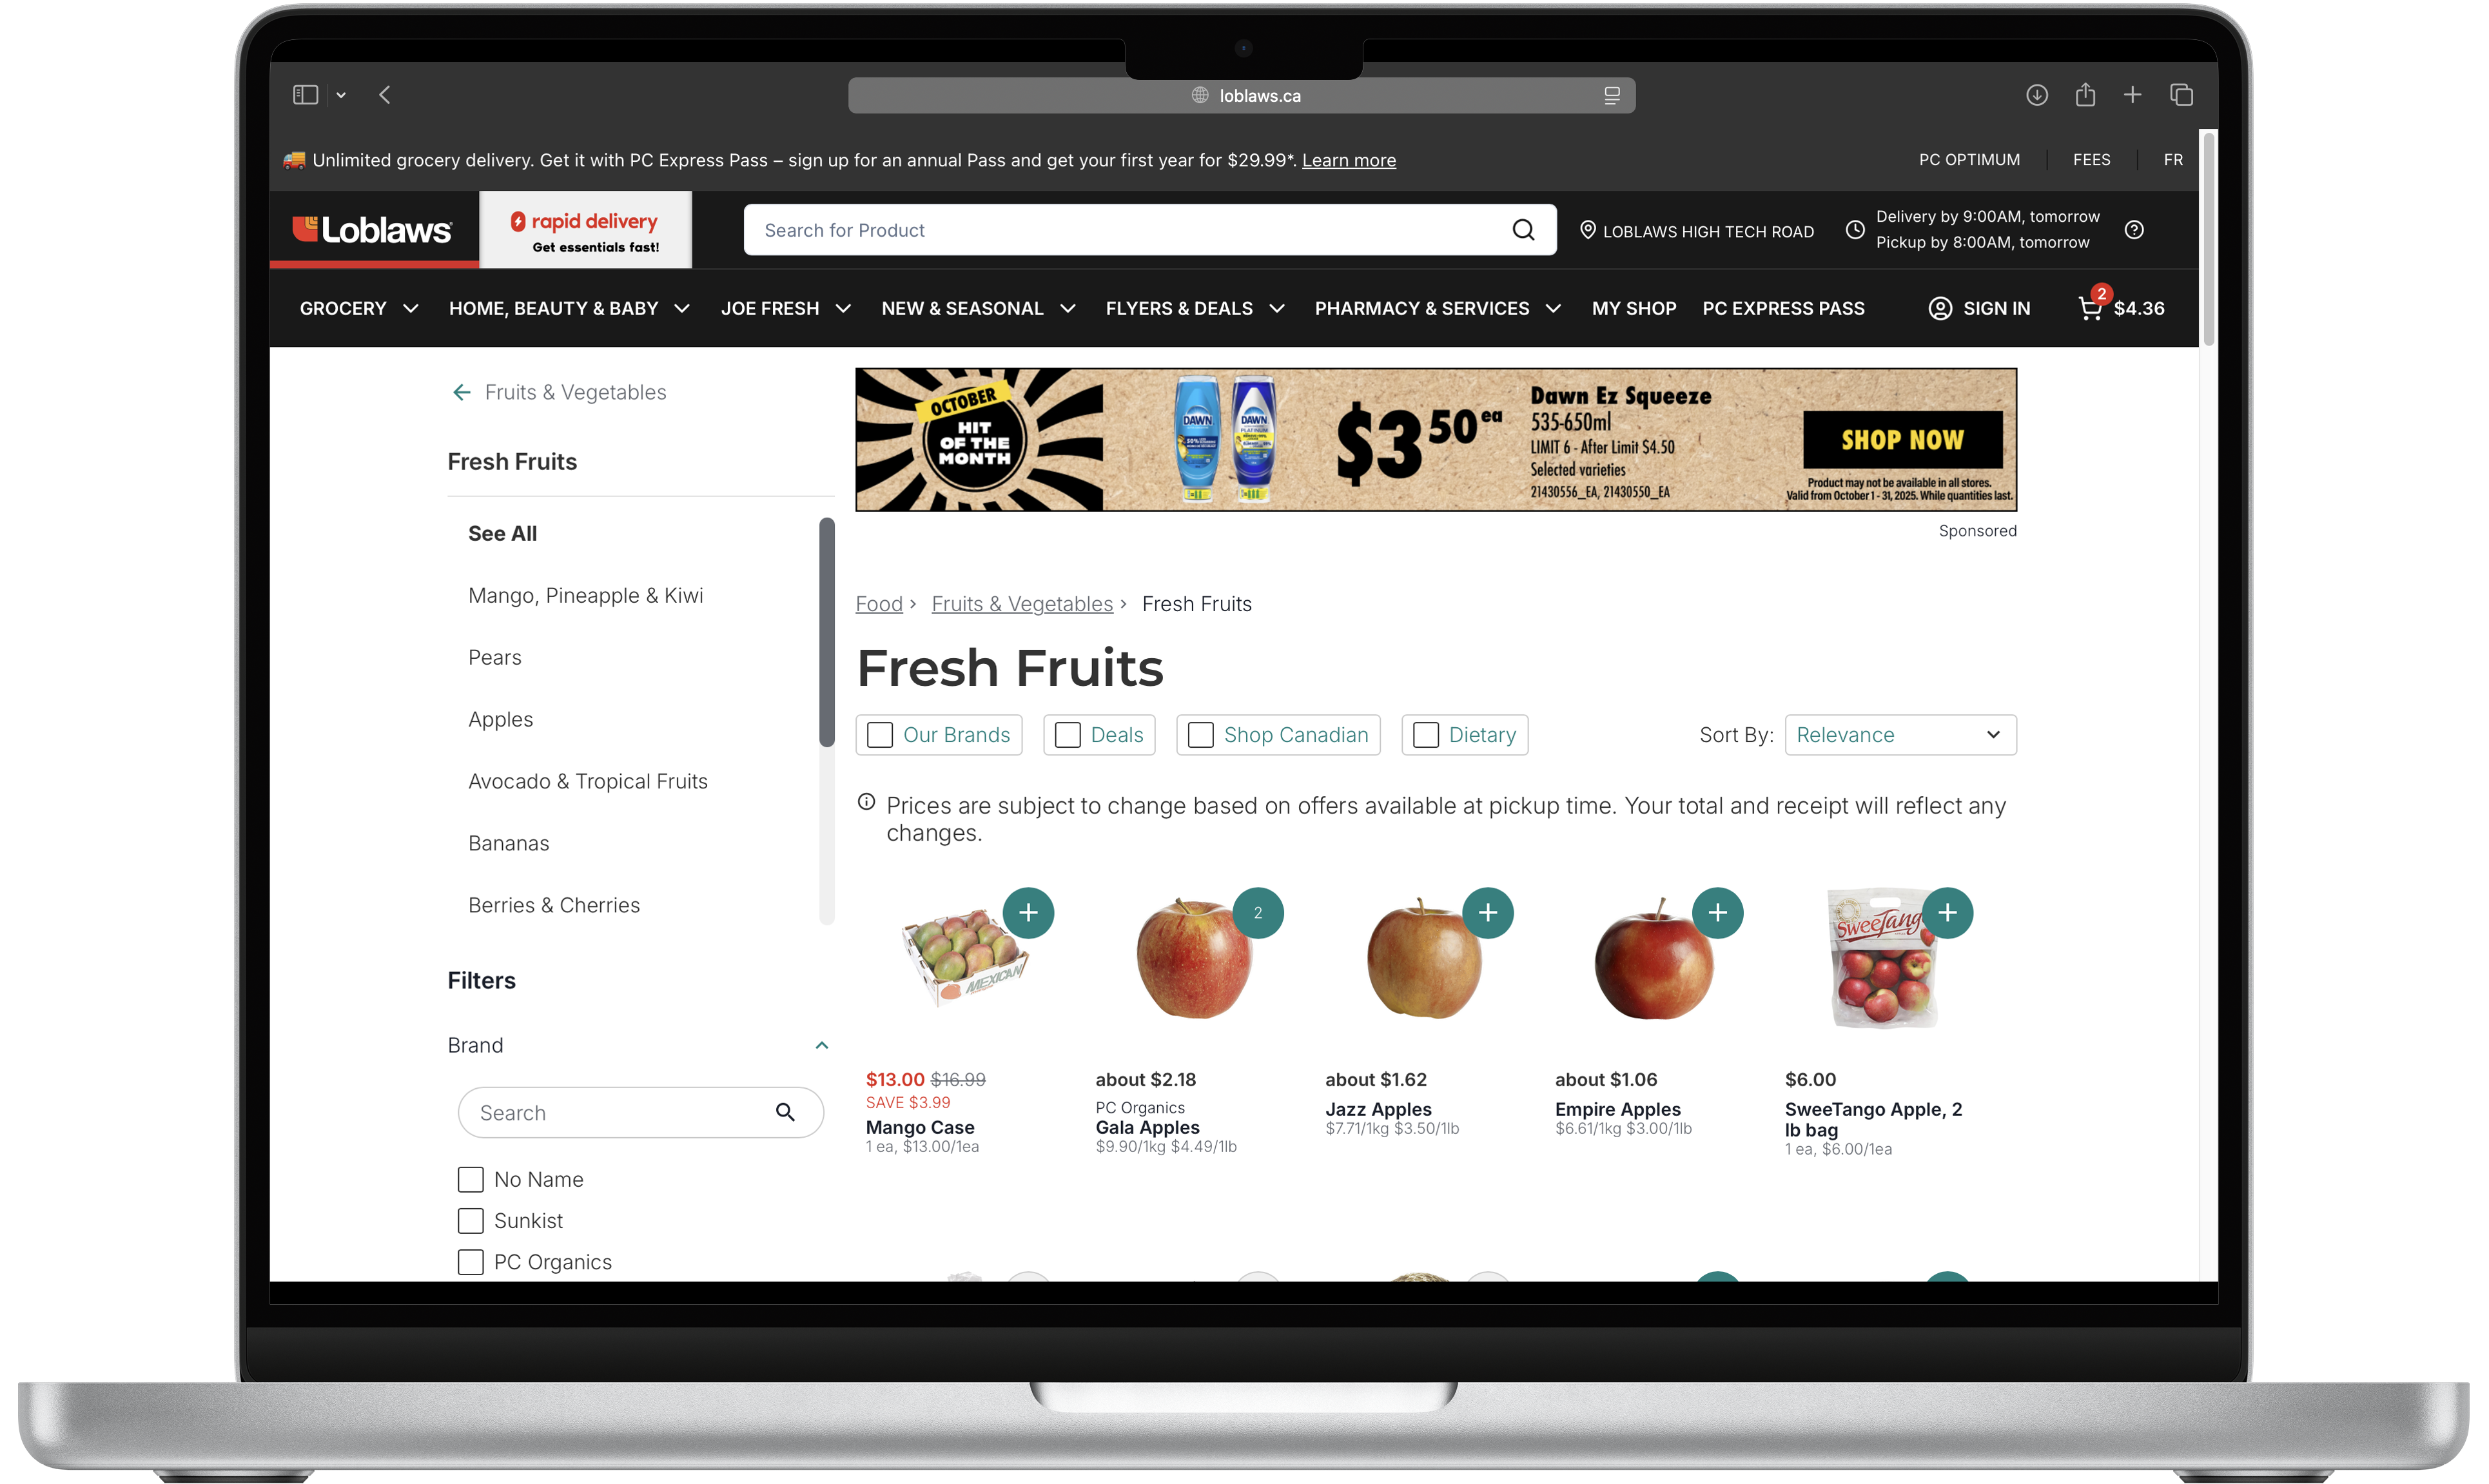 loblaws.ca
🚚 Unlimited grocery delivery. Get it with PC Express Pass – sign up for an annual Pass and get your first year for $29.99*. Learn more
PC OPTIMUM
FEES
FR
Loblaws
rapid delivery
Get essentials fast!
Search for Product
LOBLAWS HIGH TECH ROAD
Delivery by 9:00AM, tomorrow
Pickup by 8:00AM, tomorrow
GROCERY
HOME, BEAUTY & BABY
JOE FRESH
NEW & SEASONAL
FLYERS & DEALS
PHARMACY & SERVICES
MY SHOP
PC EXPRESS PASS
SIGN IN
2
$4.36
Fruits & Vegetables
Fresh Fruits
See All
Mango, Pineapple & Kiwi
Pears
Apples
Avocado & Tropical Fruits
Bananas
Berries & Cherries
Filters
Brand
Search
No Name
Sunkist
PC Organics
OCTOBER
HIT
OF THE
MONTH
DAWN
DAWN
PLATINUM
$3 50 ea
Dawn Ez Squeeze
535-650ml
LIMIT 6 - After Limit $4.50
Selected varieties
21430556_EA, 21430550_EA
SHOP NOW
Product may not be available in all stores.
Valid from October 1 - 31, 2025. While quantities last.
Sponsored
Food › Fruits & Vegetables › Fresh Fruits
Fresh Fruits
Our Brands
Deals
Shop Canadian
Dietary
Sort By:
Relevance
Prices are subject to change based on offers available at pickup time. Your total and receipt will reflect any
changes.
MEXICAN
$13.00 $16.99
SAVE $3.99
Mango Case
1 ea, $13.00/1ea
2
about $2.18
PC Organics
Gala Apples
$9.90/1kg $4.49/1lb
about $1.62
Jazz Apples
$7.71/1kg $3.50/1lb
about $1.06
Empire Apples
$6.61/1kg $3.00/1lb
SweeTango
$6.00
SweeTango Apple, 2
lb bag
1 ea, $6.00/1ea